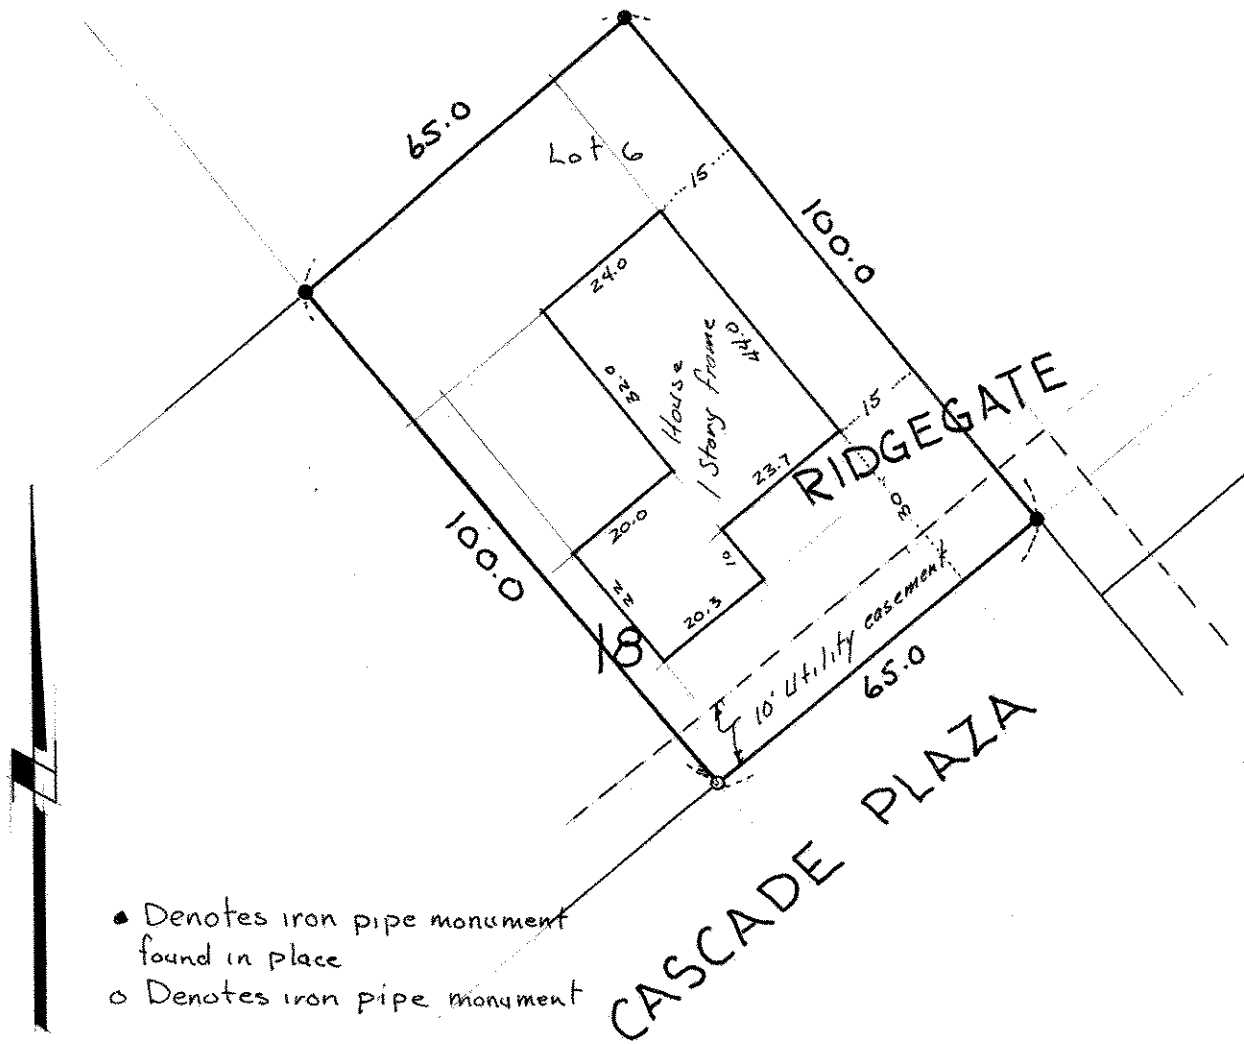 65.0
Lot 6
15
100.0
24.0
32.0
House
1 Story frame
44.0
15
RIDGEGATE
23.7
30
20.0
10
100.0
22
20.3
18
10' Utility easement
65.0
CASCADE PLAZA
Denotes iron pipe monument
found in place
Denotes iron pipe monument